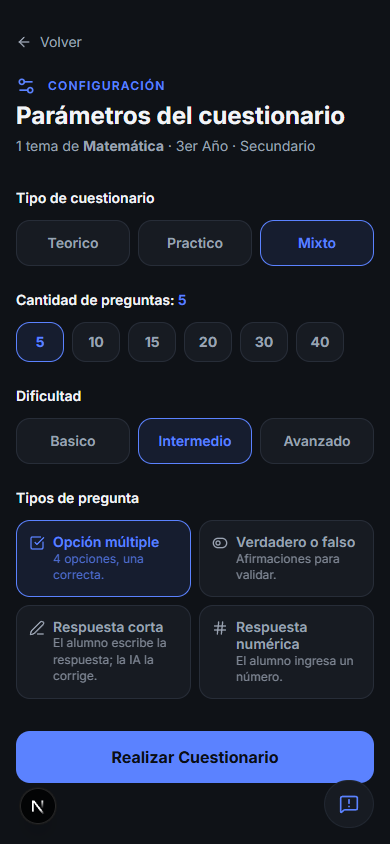 Volver
CONFIGURACIÓN
Parámetros del cuestionario
1 tema de Matemática · 3er Año · Secundario
Tipo de cuestionario
Teorico
Practico
Mixto
Cantidad de preguntas: 5
5
10
15
20
30
40
Dificultad
Basico
Intermedio
Avanzado
Tipos de pregunta
Opción múltiple
4 opciones, una
correcta.
Verdadero o falso
Afirmaciones para
validar.
Respuesta corta
El alumno escribe la
respuesta; la IA la
corrige.
Respuesta
numérica
El alumno ingresa un
número.
Realizar Cuestionario
N